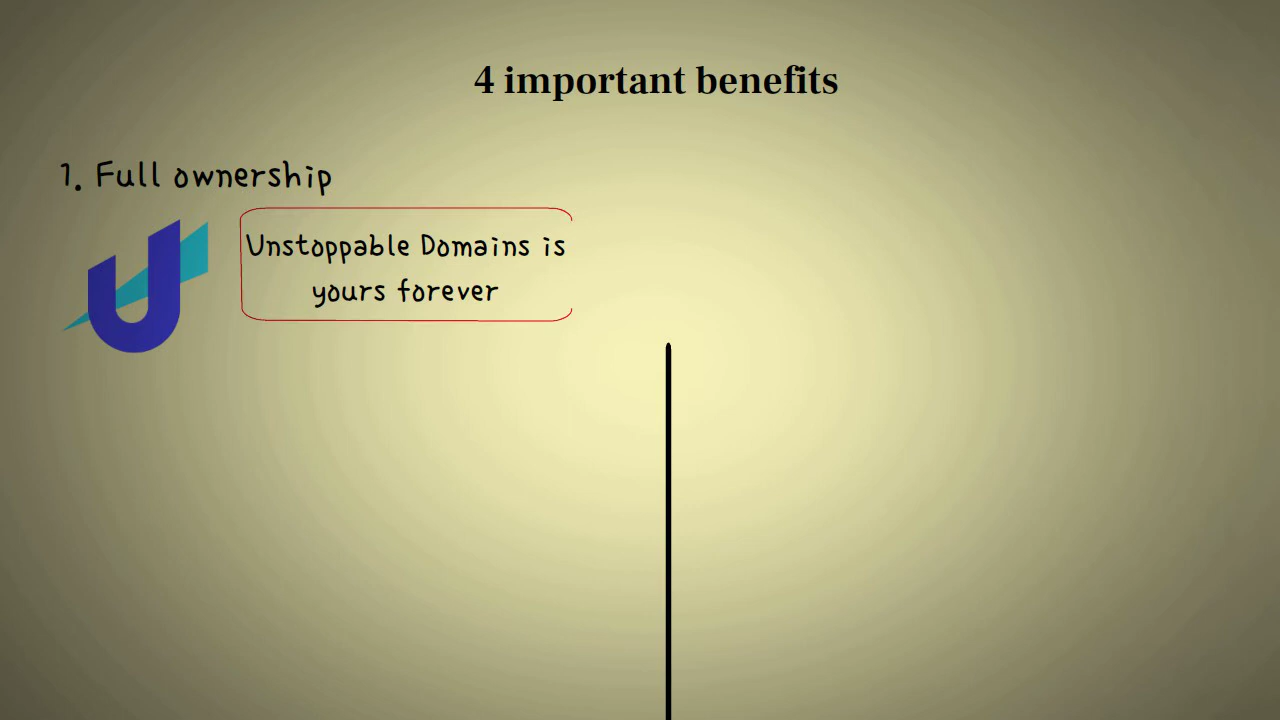 4 important benefits
1. Full ownership
Unstoppable Domains is
yours forever